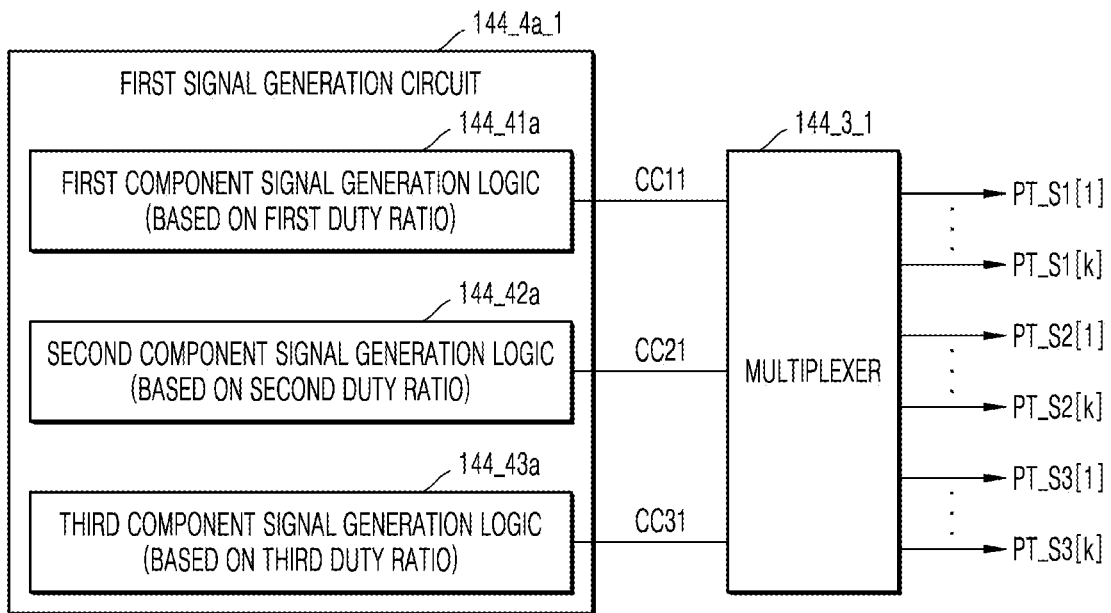 144_4a_1
FIRST SIGNAL GENERATION CIRCUIT
144_41a
FIRST COMPONENT SIGNAL GENERATION LOGIC
(BASED ON FIRST DUTY RATIO)
144_42a
SECOND COMPONENT SIGNAL GENERATION LOGIC
(BASED ON SECOND DUTY RATIO)
144_43a
THIRD COMPONENT SIGNAL GENERATION LOGIC
(BASED ON THIRD DUTY RATIO)
CC11
CC21
CC31
144_3_1
MULTIPLEXER
PT_S1[1]
PT_S1[k]
PT_S2[1]
PT_S2[k]
PT_S3[1]
PT_S3[k]